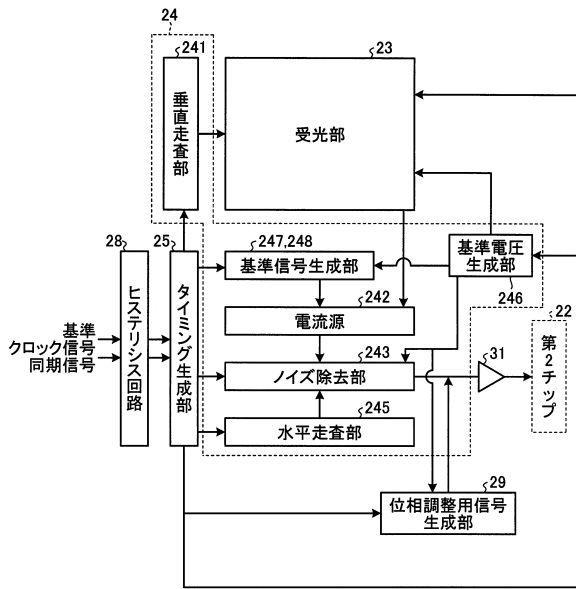 24
241
23
垂直走査部
受光部
28
25
247,248
基準信号生成部
基準電圧
生成部
246
242
電流源
22
基準
クロック信号
同期信号
ヒステリシス回路
タイミング生成部
243
ノイズ除去部
31
第2チップ
245
水平走査部
29
位相調整用信号
生成部